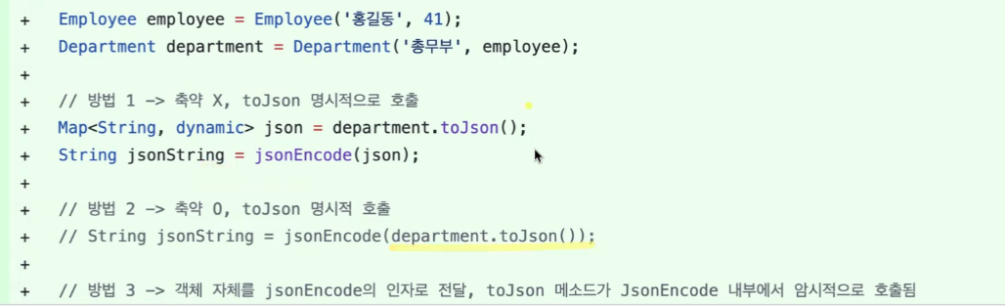 + Employee employee = Employee('홍길동', 41);
+ Department department = Department('총무부', employee);
+
+ // 방법 1 -> 축약 X, toJson 명시적으로 호출
+ Map<String, dynamic> json = department.toJson();
+ String jsonString = jsonEncode(json);
+
+ // 방법 2 -> 축약 O, toJson 명시적 호출
+ // String jsonString = jsonEncode(department.toJson());
+
+ // 방법 3 -> 객체 자체를 jsonEncode의 인자로 전달, toJson 메소드가 JsonEncode 내부에서 암시적으로 호출됨